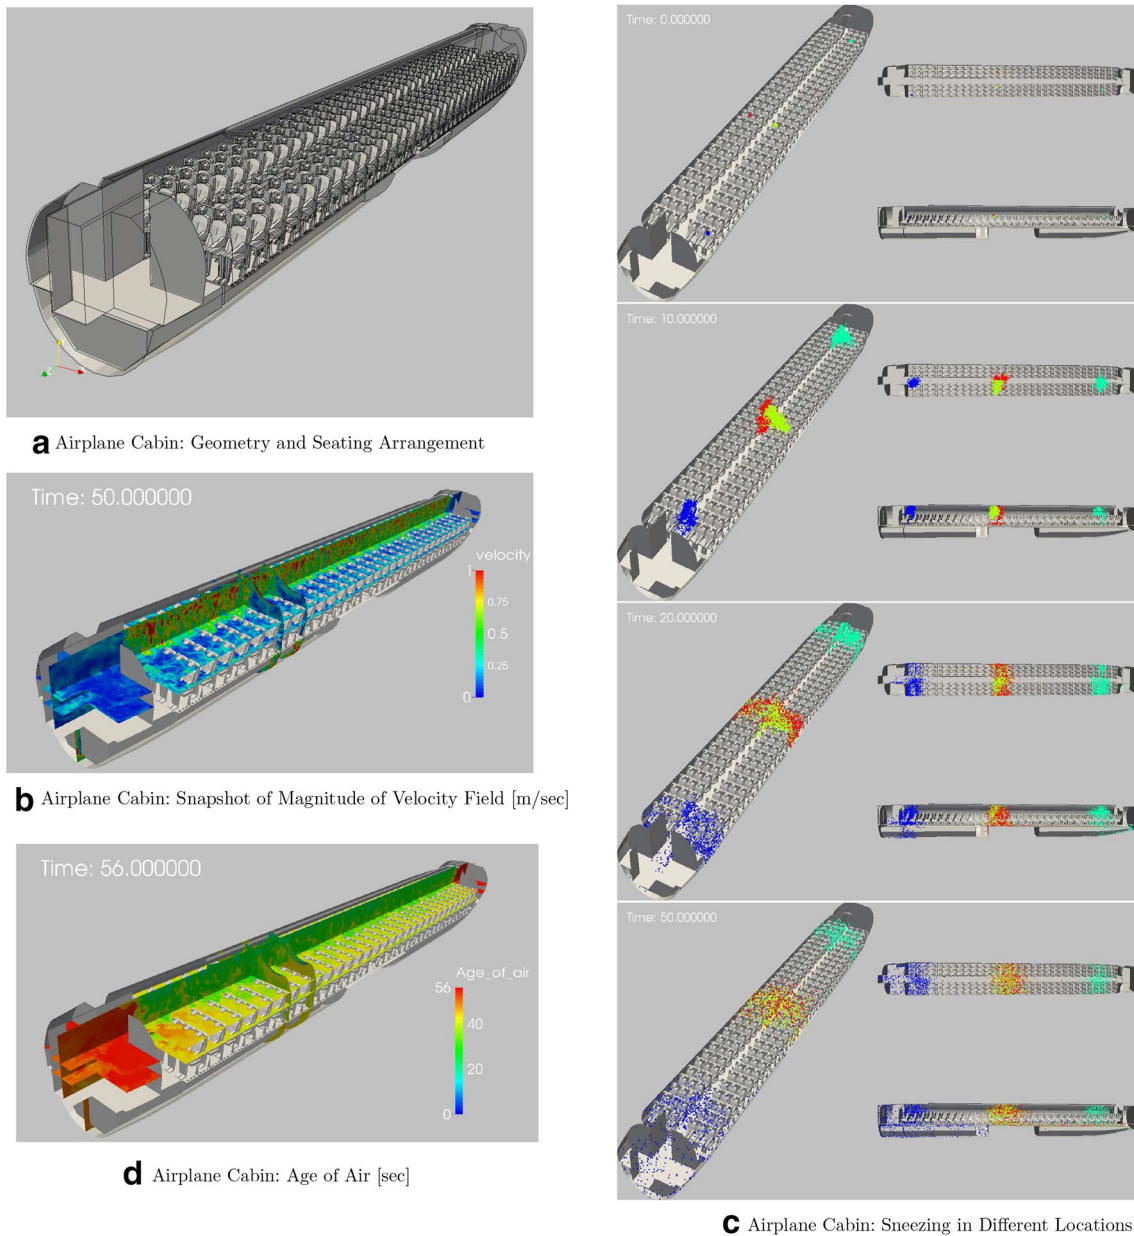 a Airplane Cabin: Geometry and Seating Arrangement
Time: 50.000000
velocity
1
0.75
0.5
0.25
0
b Airplane Cabin: Snapshot of Magnitude of Velocity Field [m/sec]
Time: 56.000000
Age_of_air
56
40
20
0
d Airplane Cabin: Age of Air [sec]
Time: 0.000000
Time: 10.000000
Time: 20.000000
Time: 50.000000
c Airplane Cabin: Sneezing in Different Locations